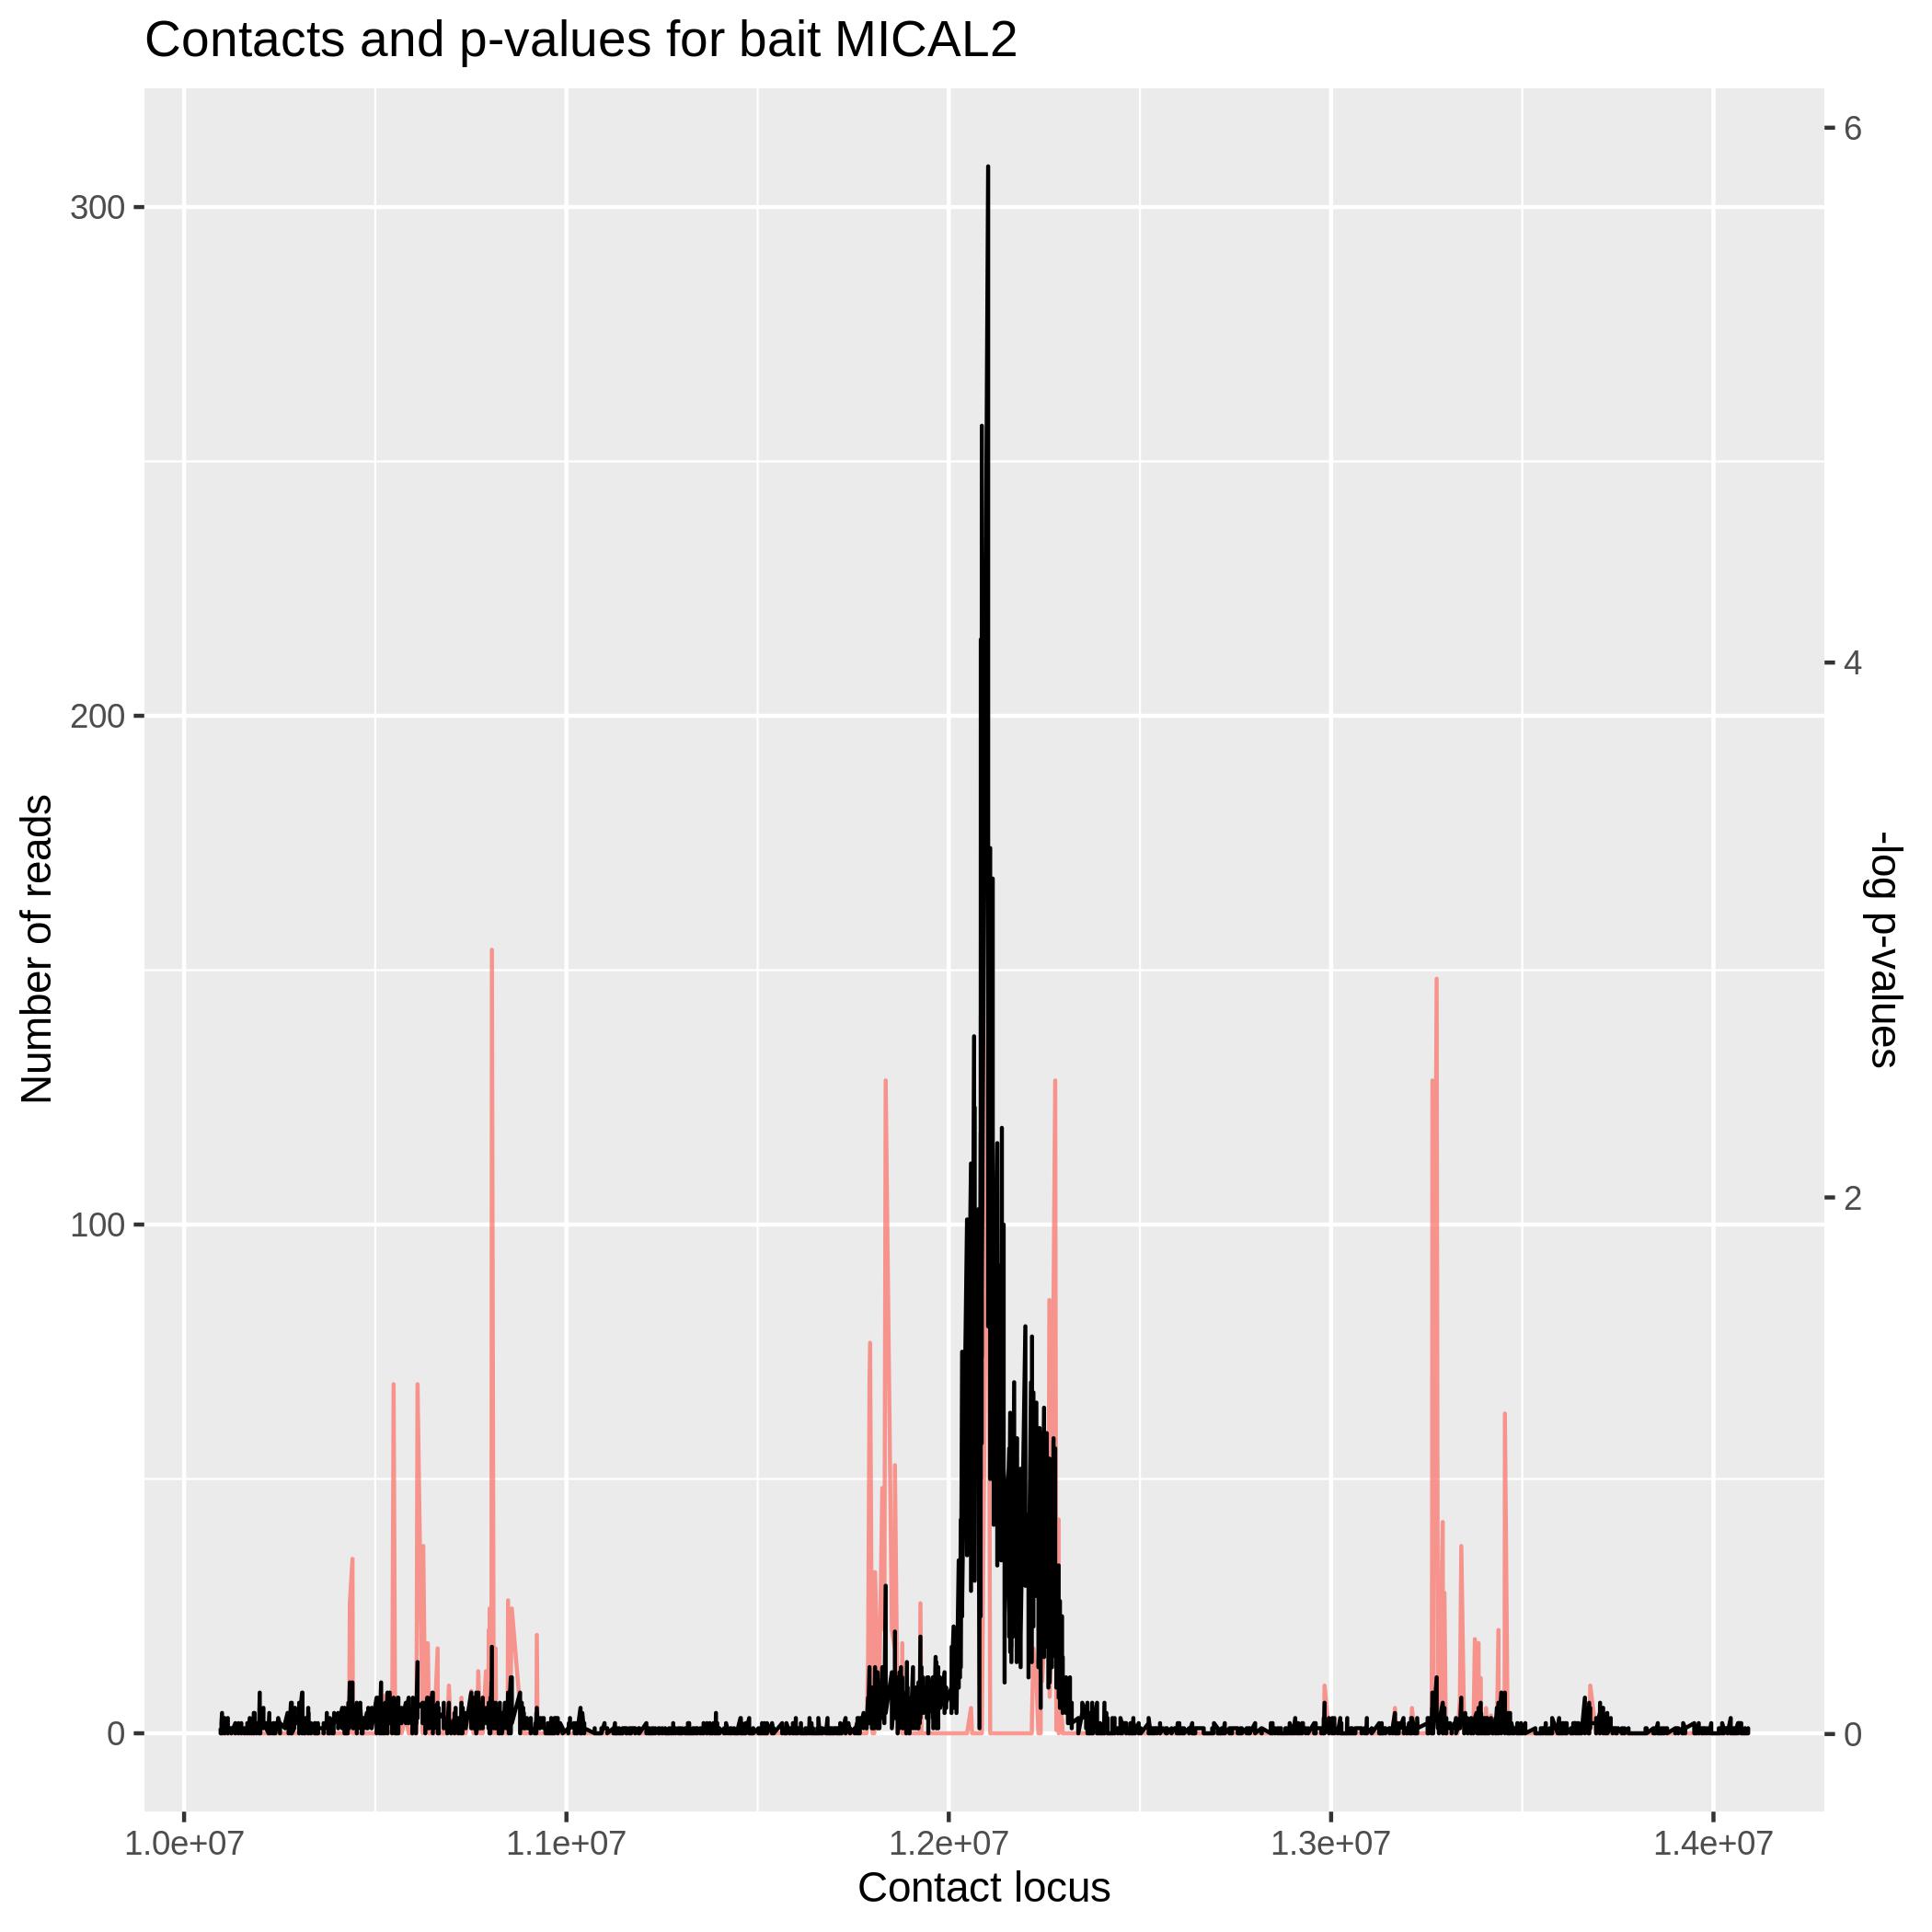 Contacts and p-values for bait MICAL2
Number of reads
300
200
100
0
6
4
2
0
-log p-values
1.0e+07
1.1e+07
1.2e+07
1.3e+07
1.4e+07
Contact locus